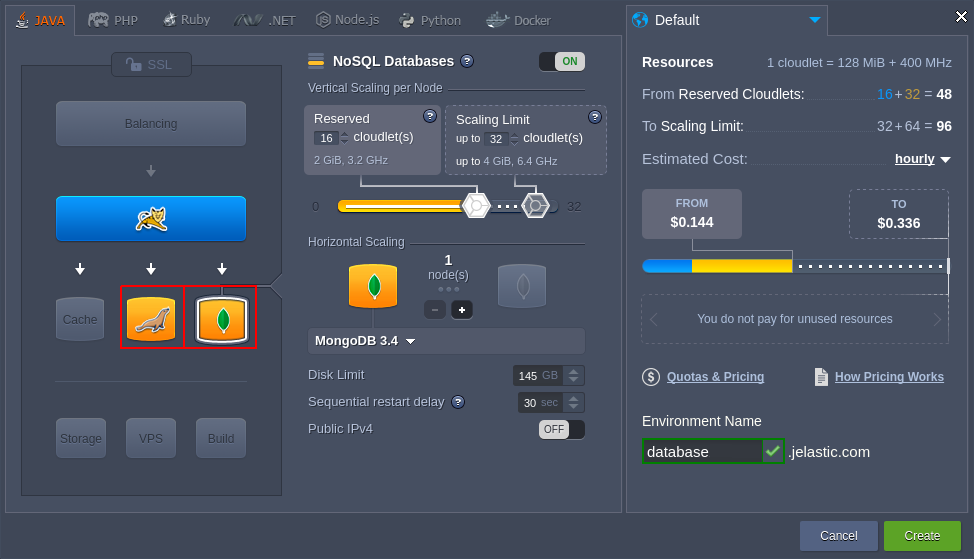 JAVA PHP Ruby .NET Node.js Python Docker
SSL
Balancing
Cache
Storage VPS Build
NoSQL Databases ? ON
Vertical Scaling per Node
Reserved ?
16 cloudlet(s)
2 GiB, 3.2 GHz
Scaling Limit ?
up to 32 cloudlet(s)
up to 4 GiB, 6.4 GHz
0 32
Horizontal Scaling
1
node(s)
− +
MongoDB 3.4
Disk Limit 145 GB
Sequential restart delay ? 30 sec
Public IPv4 OFF
Default
Resources 1 cloudlet = 128 MiB + 400 MHz
From Reserved Cloudlets: 16 + 32 = 48
To Scaling Limit: 32 + 64 = 96
Estimated Cost: hourly
FROM
$0.144
TO
$0.336
You do not pay for unused resources
$ Quotas & Pricing How Pricing Works
Environment Name
database .jelastic.com
Cancel Create